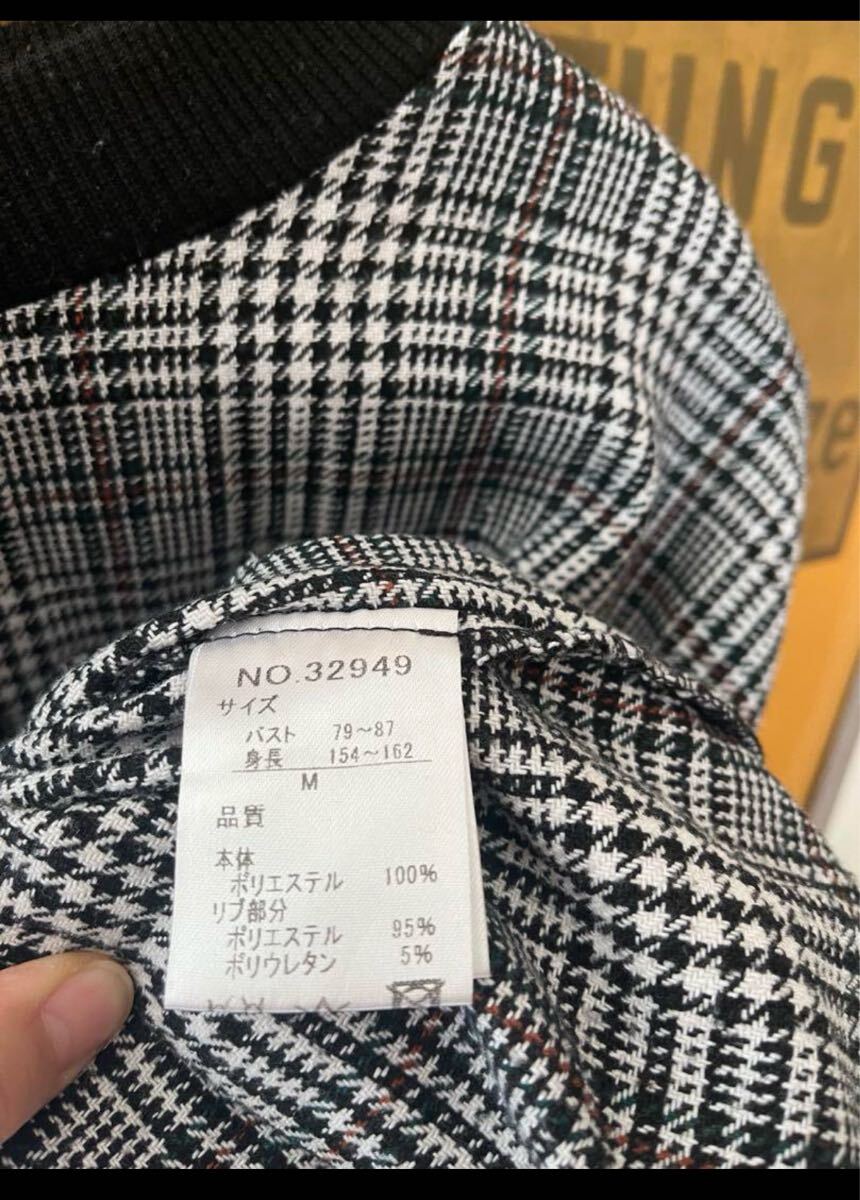 UNG
ze
NO.32949
サイズ
バスト 79~87
身長 154~162
M
品質
本体
ポリエステル 100%
リブ部分
ポリエステル 95%
ポリウレタン 5%